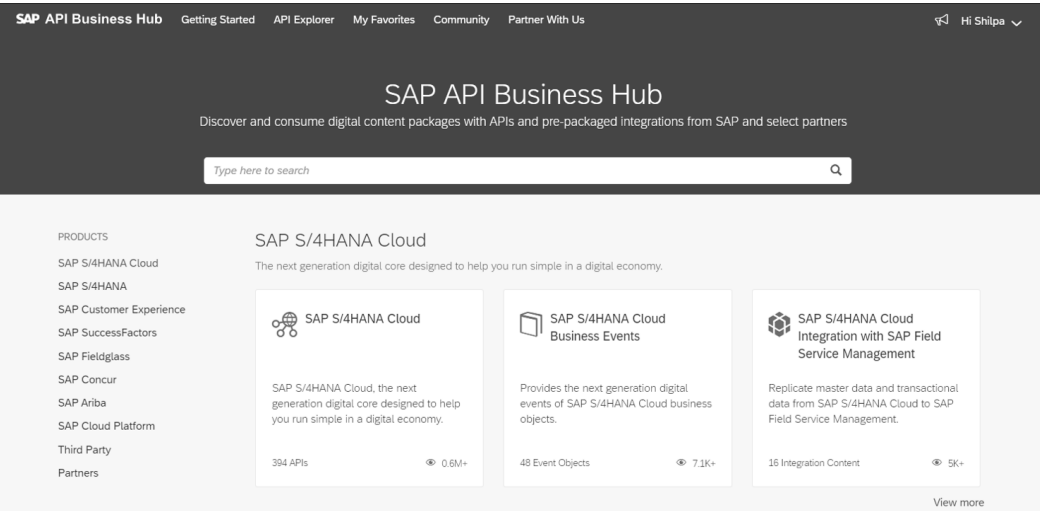 SAP API Business Hub Getting Started API Explorer My Favorites Community Partner With Us Hi Shilpa
SAP API Business Hub
Discover and consume digital content packages with APIs and pre-packaged integrations from SAP and select partners
Type here to search
PRODUCTS
SAP S/4HANA Cloud
SAP S/4HANA
SAP Customer Experience
SAP SuccessFactors
SAP Fieldglass
SAP Concur
SAP Ariba
SAP Cloud Platform
Third Party
Partners
SAP S/4HANA Cloud
The next generation digital core designed to help you run simple in a digital economy.
SAP S/4HANA Cloud
SAP S/4HANA Cloud, the next
generation digital core designed to help
you run simple in a digital economy.
394 APIs 0.6M+
SAP S/4HANA Cloud
Business Events
Provides the next generation digital
events of SAP S/4HANA Cloud business
objects.
48 Event Objects 7.1K+
SAP S/4HANA Cloud
Integration with SAP Field
Service Management
Replicate master data and transactional
data from SAP S/4HANA Cloud to SAP
Field Service Management.
16 Integration Content 5K+
View more